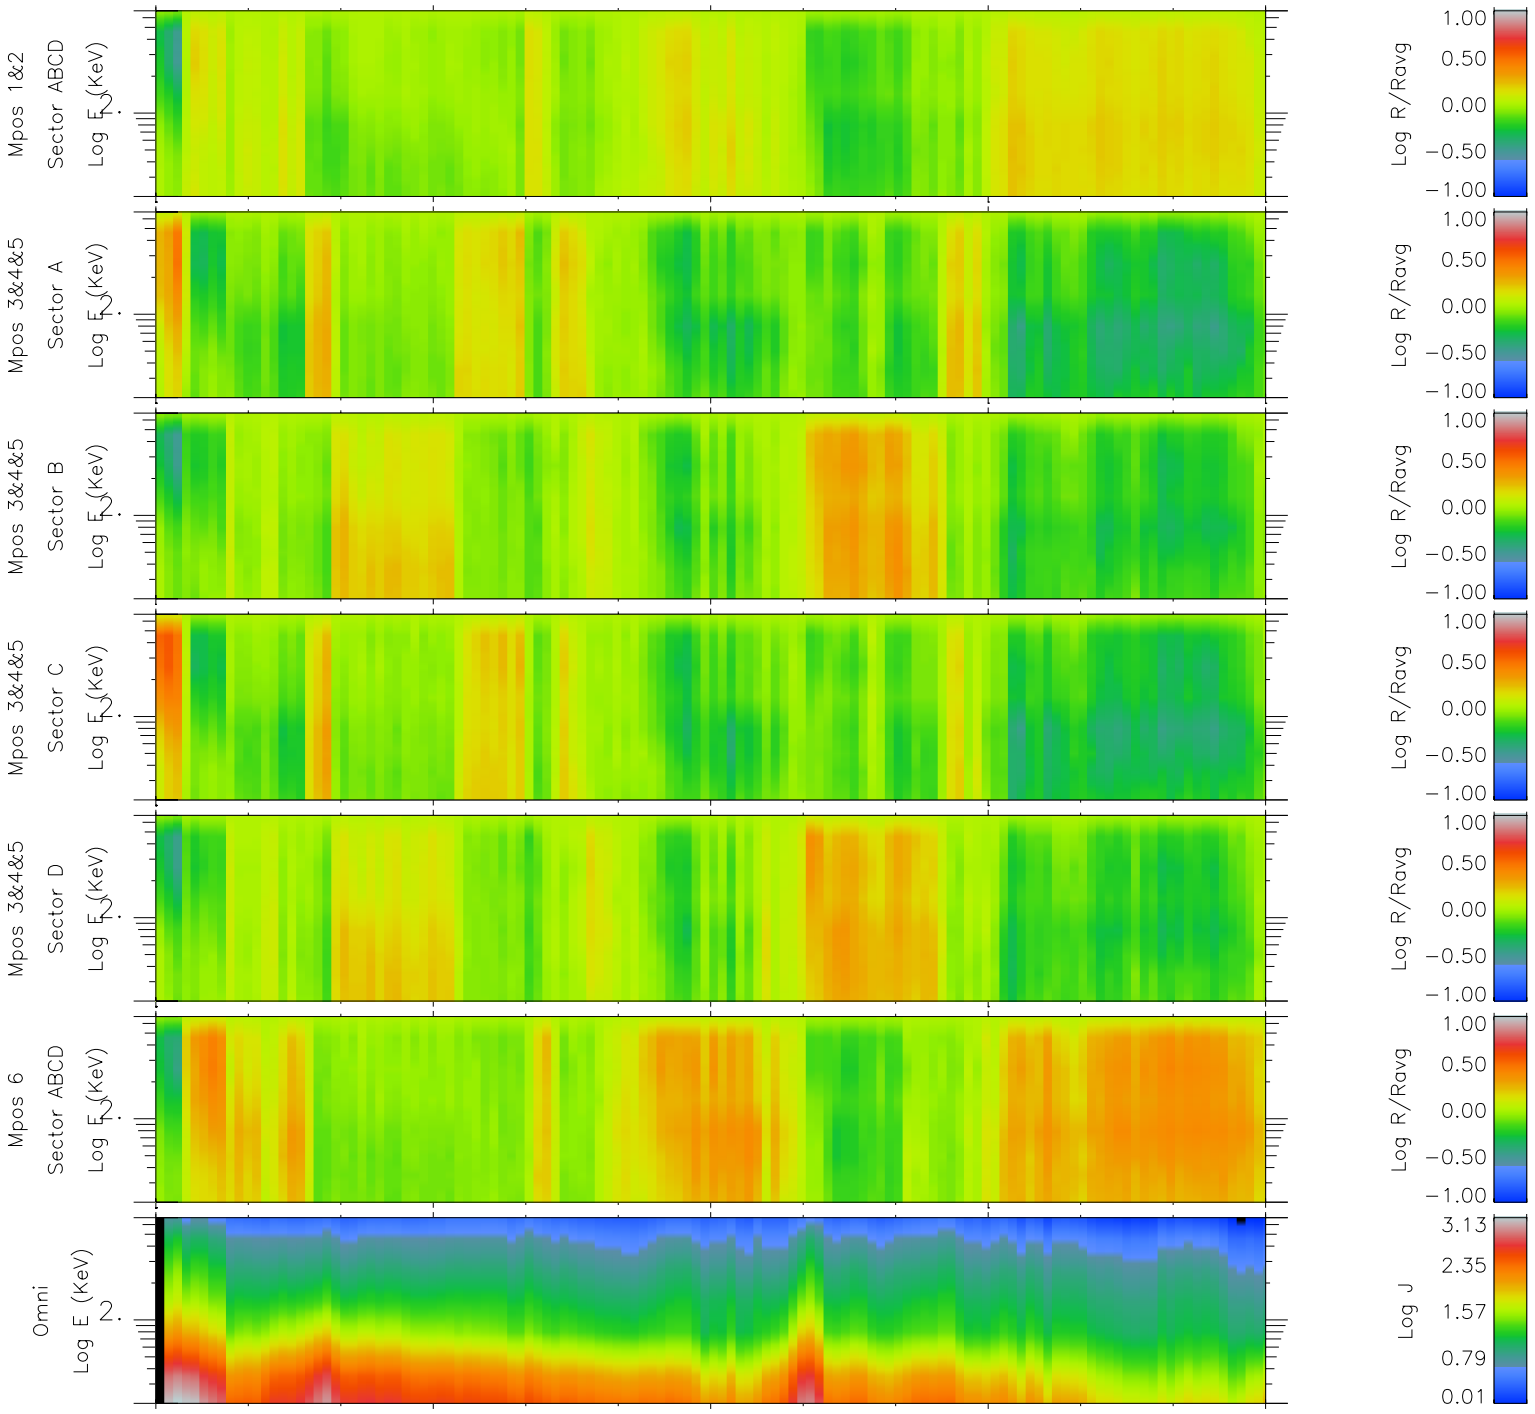 Mpos 1&2
Sector ABCD
Log E (KeV)
2.
Log R/Ravg
1.00
0.50
0.00
-0.50
-1.00
Mpos 3&4&5
Sector A
Log E (KeV)
2.
Log R/Ravg
1.00
0.50
0.00
-0.50
-1.00
Mpos 3&4&5
Sector B
Log E (KeV)
2.
Log R/Ravg
1.00
0.50
0.00
-0.50
-1.00
Mpos 3&4&5
Sector C
Log E (KeV)
2.
Log R/Ravg
1.00
0.50
0.00
-0.50
-1.00
Mpos 3&4&5
Sector D
Log E (KeV)
2.
Log R/Ravg
1.00
0.50
0.00
-0.50
-1.00
Mpos 6
Sector ABCD
Log E (KeV)
2.
Log R/Ravg
1.00
0.50
0.00
-0.50
-1.00
Omni
Log E (KeV)
2.
Log J
3.13
2.35
1.57
0.79
0.01